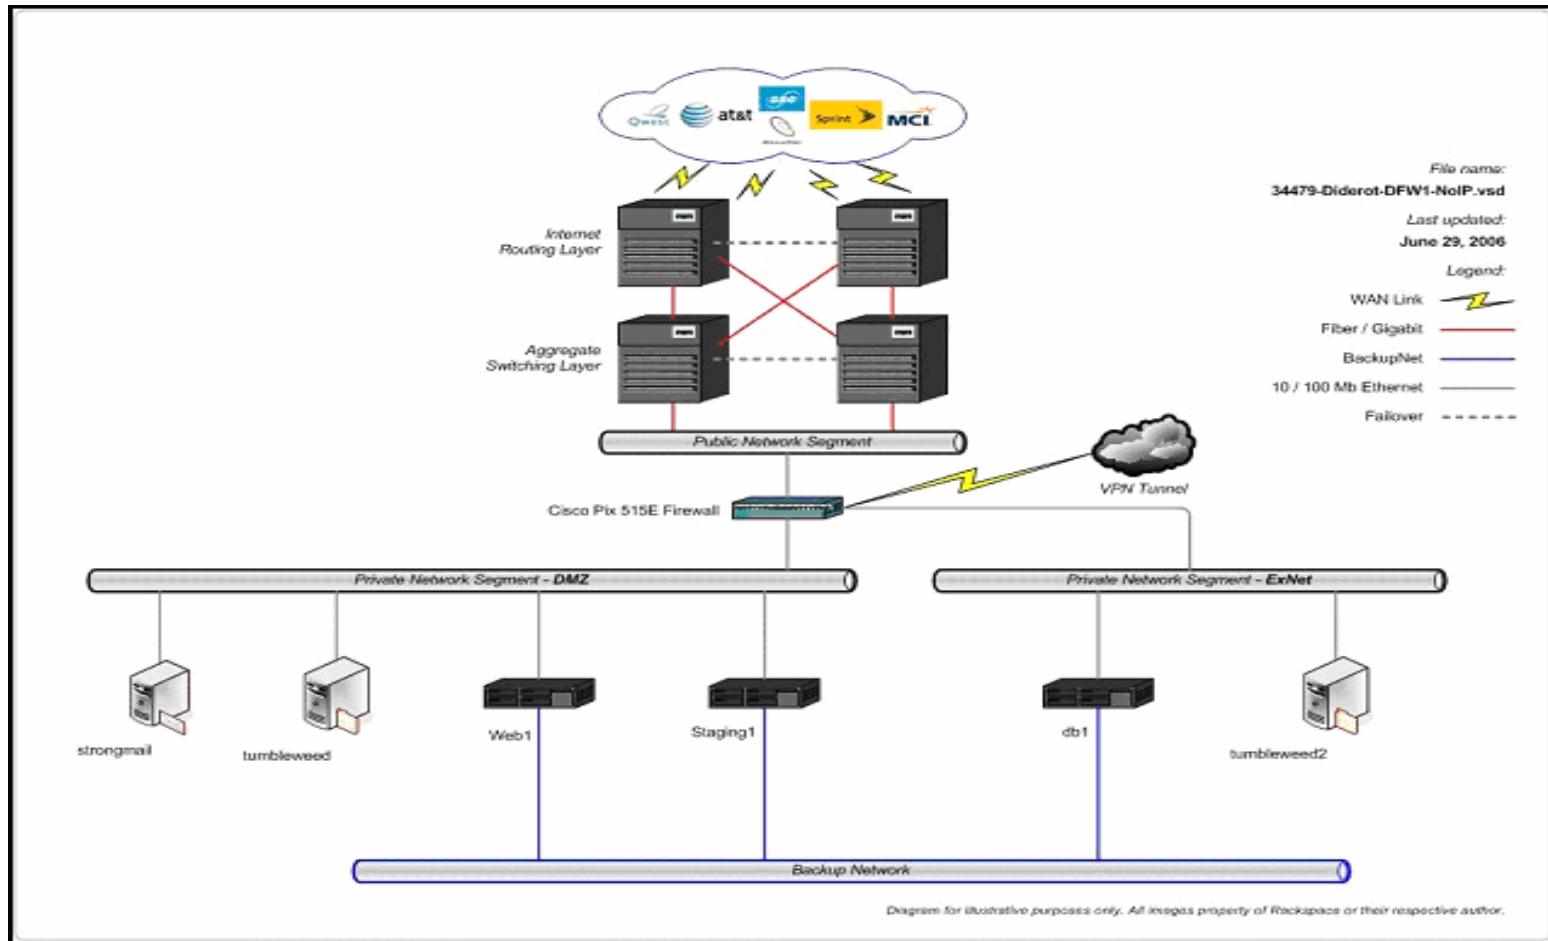 Qwest
at&t
sbc
Sprint
MCI
File name:
34479-Diderot-DFW1-NoIP.vsd
Last updated:
June 29, 2006
Legend:
WAN Link
Fiber / Gigabit
BackupNet
10 / 100 Mb Ethernet
Failover
Internet
Routing Layer
Aggregate
Switching Layer
Public Network Segment
VPN Tunnel
Cisco Pix 515E Firewall
Private Network Segment - DMZ
Private Network Segment - ExNet
strongmail
tumbleweed
Web1
Staging1
db1
tumbleweed2
Backup Network
Diagram for illustrative purposes only. All images property of Rackspace or their respective author.